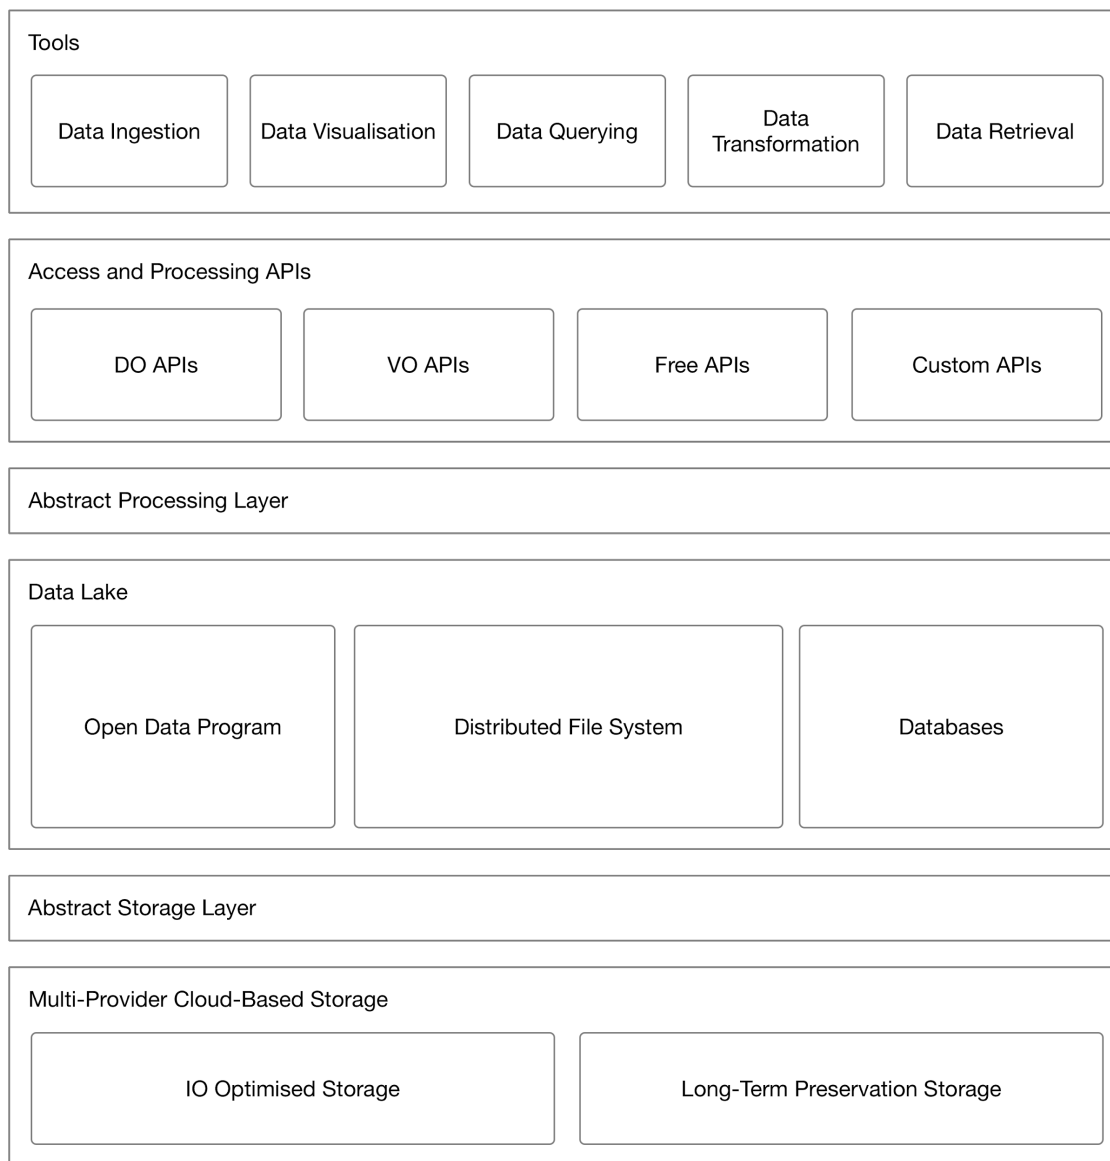 Tools
Data Ingestion
Data Visualisation
Data Querying
Data
Transformation
Data Retrieval
Access and Processing APIs
DO APIs
VO APIs
Free APIs
Custom APIs
Abstract Processing Layer
Data Lake
Open Data Program
Distributed File System
Databases
Abstract Storage Layer
Multi-Provider Cloud-Based Storage
IO Optimised Storage
Long-Term Preservation Storage